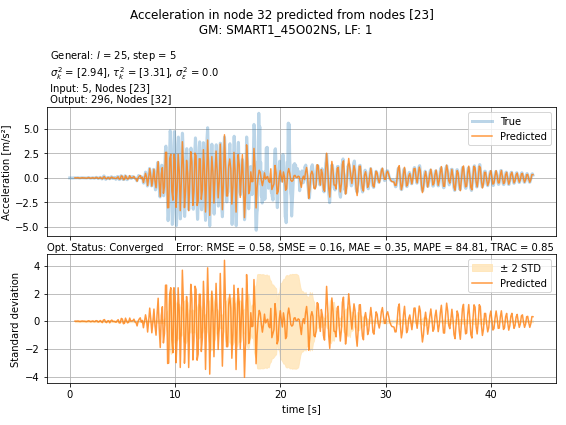 Acceleration in node 32 predicted from nodes [23]
GM: SMART1_45O02NS, LF: 1
General: l = 25, step = 5
σ²ₖ = [2.94], τ²ₖ = [3.31], σ²ε = 0.0
Input: 5, Nodes [23]
Output: 296, Nodes [32]
Acceleration [m/s²]
5.0
2.5
0.0
−2.5
−5.0
True
Predicted
Opt. Status: Converged Error: RMSE = 0.58, SMSE = 0.16, MAE = 0.35, MAPE = 84.81, TRAC = 0.85
Standard deviation
4
2
0
−2
−4
± 2 STD
Predicted
0 10 20 30 40
time [s]